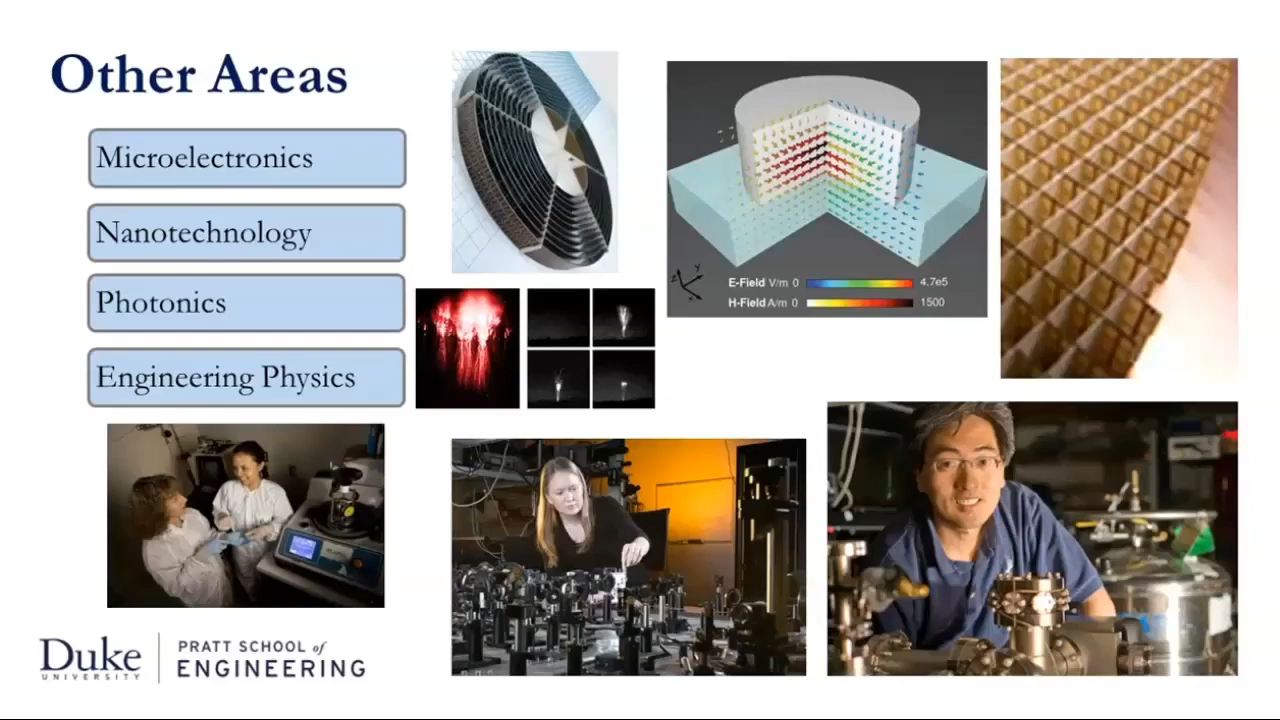 Other Areas
Microelectronics
Nanotechnology
Photonics
Engineering Physics
E-Field V/m 0 4.7e5
H-Field A/m 0 1500
Duke
UNIVERSITY
PRATT SCHOOL of
ENGINEERING